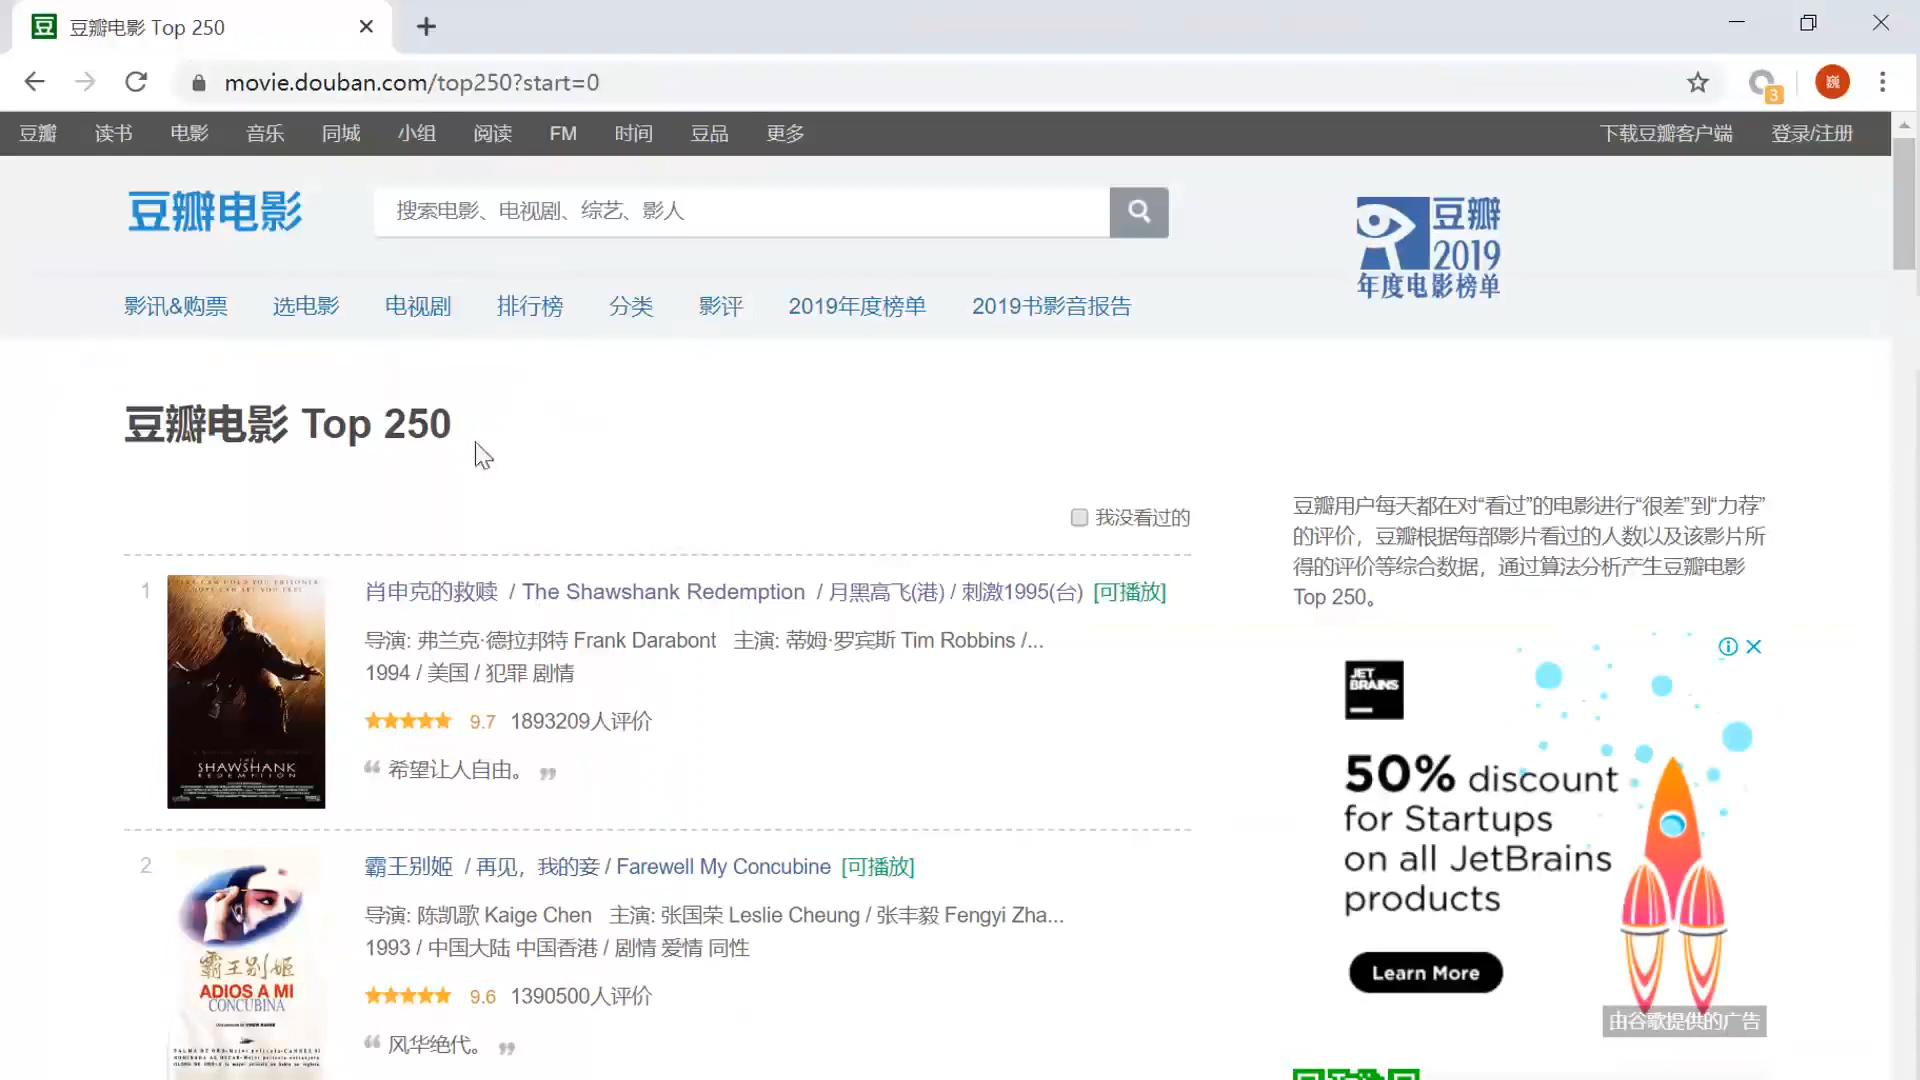 豆瓣电影 Top 250
movie.douban.com/top250?start=0
3
巍
豆瓣 读书 电影 音乐 同城 小组 阅读 FM 时间 豆品 更多 下载豆瓣客户端 登录/注册
豆瓣电影
搜索电影、电视剧、综艺、影人
豆瓣
2019
年度电影榜单
影讯&购票 选电影 电视剧 排行榜 分类 影评 2019年度榜单 2019书影音报告
豆瓣电影 Top 250
我没看过的
1
肖申克的救赎 / The Shawshank Redemption / 月黑高飞(港) / 刺激1995(台) [可播放]
导演: 弗兰克·德拉邦特 Frank Darabont 主演: 蒂姆·罗宾斯 Tim Robbins /...
1994 / 美国 / 犯罪 剧情
9.7 1893209人评价
“ 希望让人自由。 ”
THE
SHAWSHANK
REDEMPTION
2
霸王别姬 / 再见，我的妾 / Farewell My Concubine [可播放]
导演: 陈凯歌 Kaige Chen 主演: 张国荣 Leslie Cheung / 张丰毅 Fengyi Zha...
1993 / 中国大陆 中国香港 / 剧情 爱情 同性
9.6 1390500人评价
“ 风华绝代。 ”
霸王别姬
ADIOS A MI
CONCUBINA
豆瓣用户每天都在对“看过”的电影进行“很差”到“力荐”
的评价，豆瓣根据每部影片看过的人数以及该影片所
得的评价等综合数据，通过算法分析产生豆瓣电影
Top 250。
JET
BRAINS
50% discount
for Startups
on all JetBrains
products
Learn More
由谷歌提供的广告